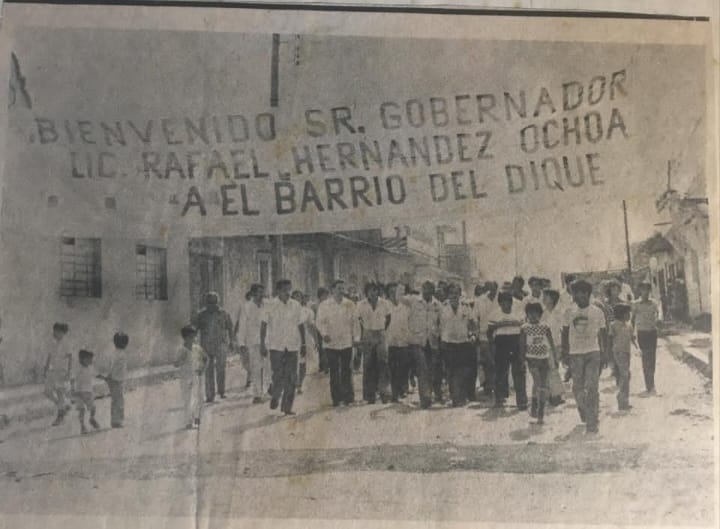 BIENVENIDO SR. GOBERNADOR
LIC. RAFAEL HERNANDEZ OCHOA
A EL BARRIO DEL DIQUE